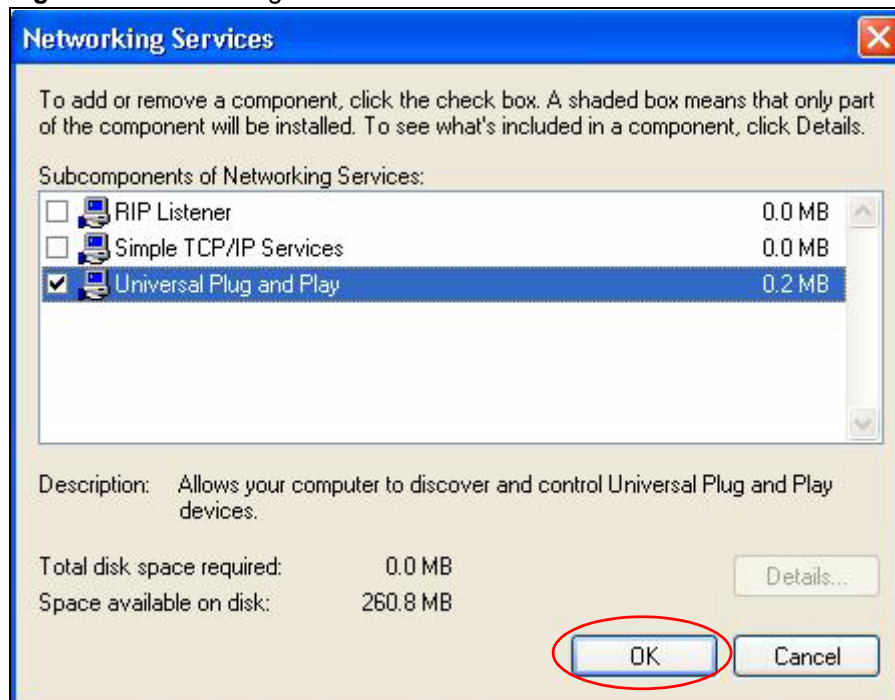 Networking Services
To add or remove a component, click the check box. A shaded box means that only part
of the component will be installed. To see what's included in a component, click Details.
Subcomponents of Networking Services:
RIP Listener 0.0 MB
Simple TCP/IP Services 0.0 MB
Universal Plug and Play 0.2 MB
Description: Allows your computer to discover and control Universal Plug and Play
devices.
Total disk space required: 0.0 MB
Space available on disk: 260.8 MB
Details...
OK Cancel